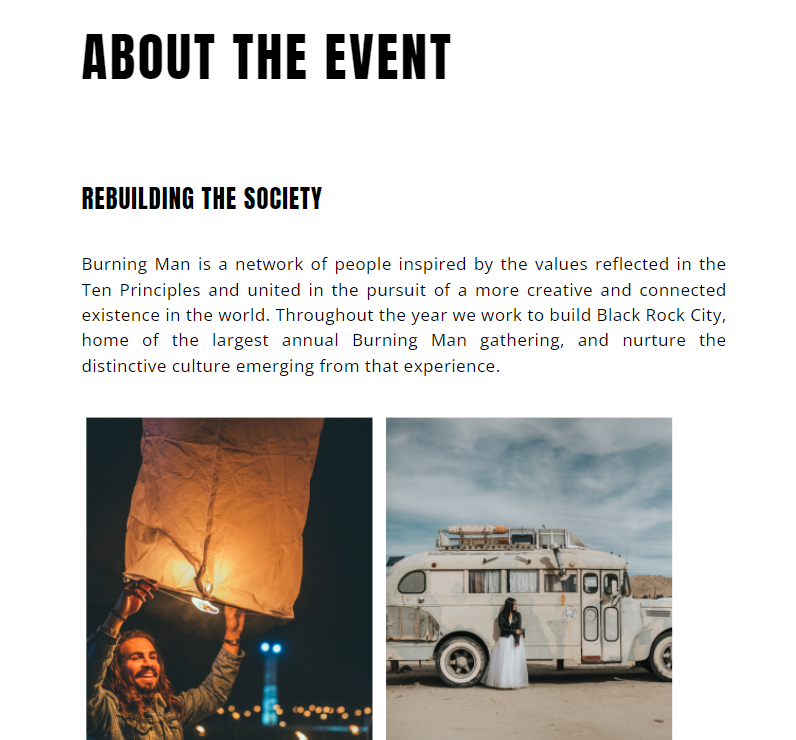 ABOUT THE EVENT
REBUILDING THE SOCIETY
Burning Man is a network of people inspired by the values reflected in the
Ten Principles and united in the pursuit of a more creative and connected
existence in the world. Throughout the year we work to build Black Rock City,
home of the largest annual Burning Man gathering, and nurture the
distinctive culture emerging from that experience.